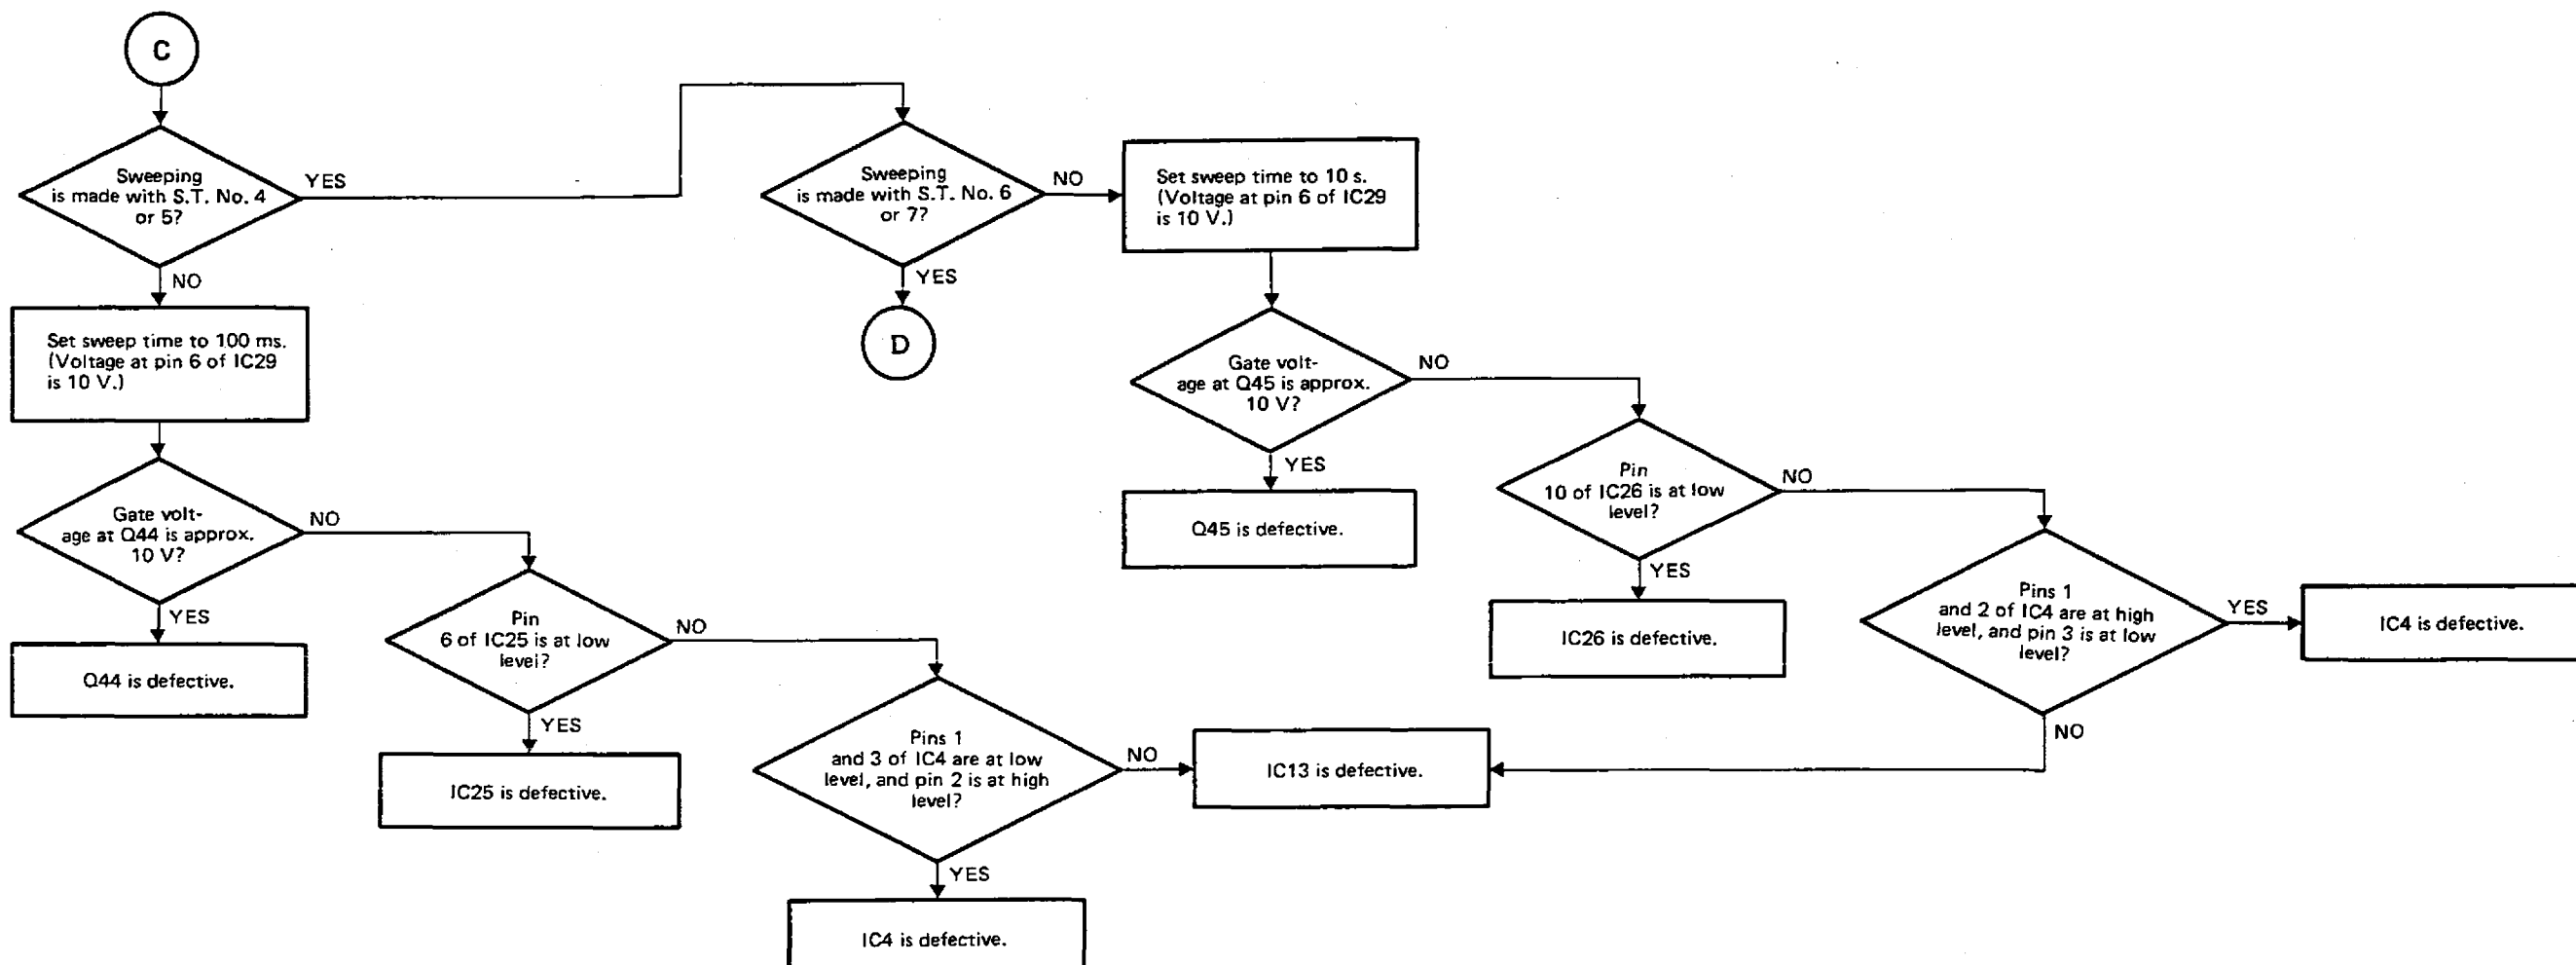 C
Sweeping
is made with S.T. No. 4
or 5?
YES
NO
Set sweep time to 100 ms.
(Voltage at pin 6 of IC29
is 10 V.)
Gate volt-
age at Q44 is approx.
10 V?
NO
YES
Q44 is defective.
Pin
6 of IC25 is at low
level?
NO
YES
IC25 is defective.
Pins 1
and 3 of IC4 are at low
level, and pin 2 is at high
level?
NO
YES
IC4 is defective.
IC13 is defective.
Sweeping
is made with S.T. No. 6
or 7?
NO
YES
D
Set sweep time to 10 s.
(Voltage at pin 6 of IC29
is 10 V.)
Gate volt-
age at Q45 is approx.
10 V?
NO
YES
Q45 is defective.
Pin
10 of IC26 is at low
level?
NO
YES
IC26 is defective.
Pins 1
and 2 of IC4 are at high
level, and pin 3 is at low
level?
YES
NO
IC4 is defective.